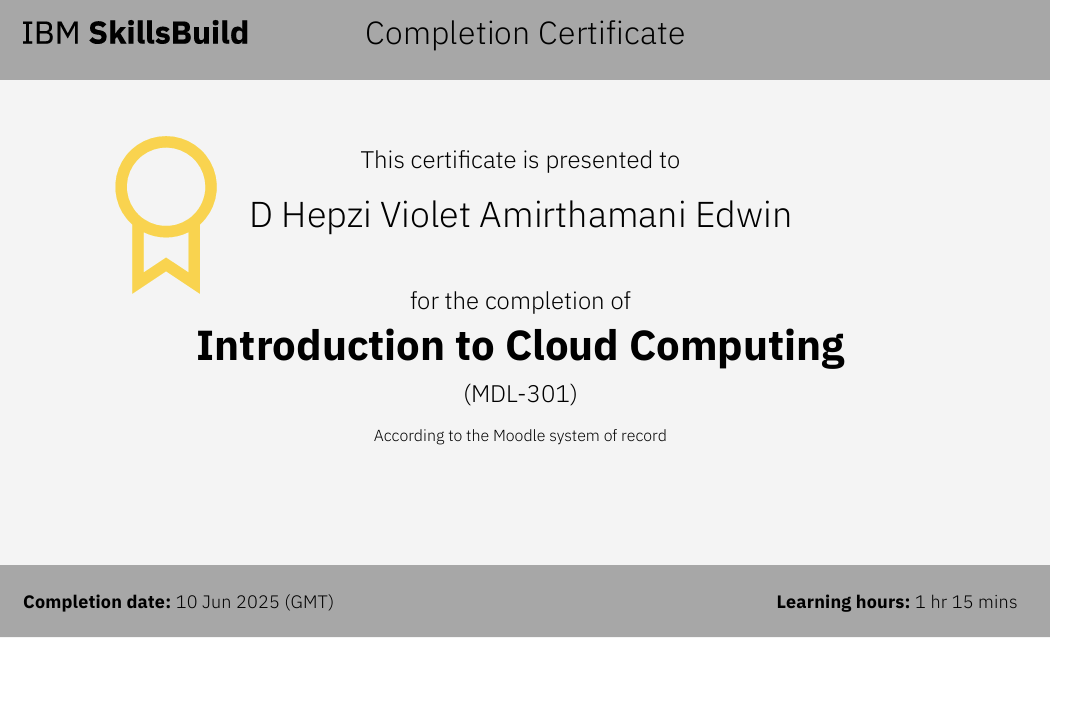 IBM SkillsBuild
Completion Certificate
This certificate is presented to
D Hepzi Violet Amirthamani Edwin
for the completion of
Introduction to Cloud Computing
(MDL-301)
According to the Moodle system of record
Completion date: 10 Jun 2025 (GMT)
Learning hours: 1 hr 15 mins